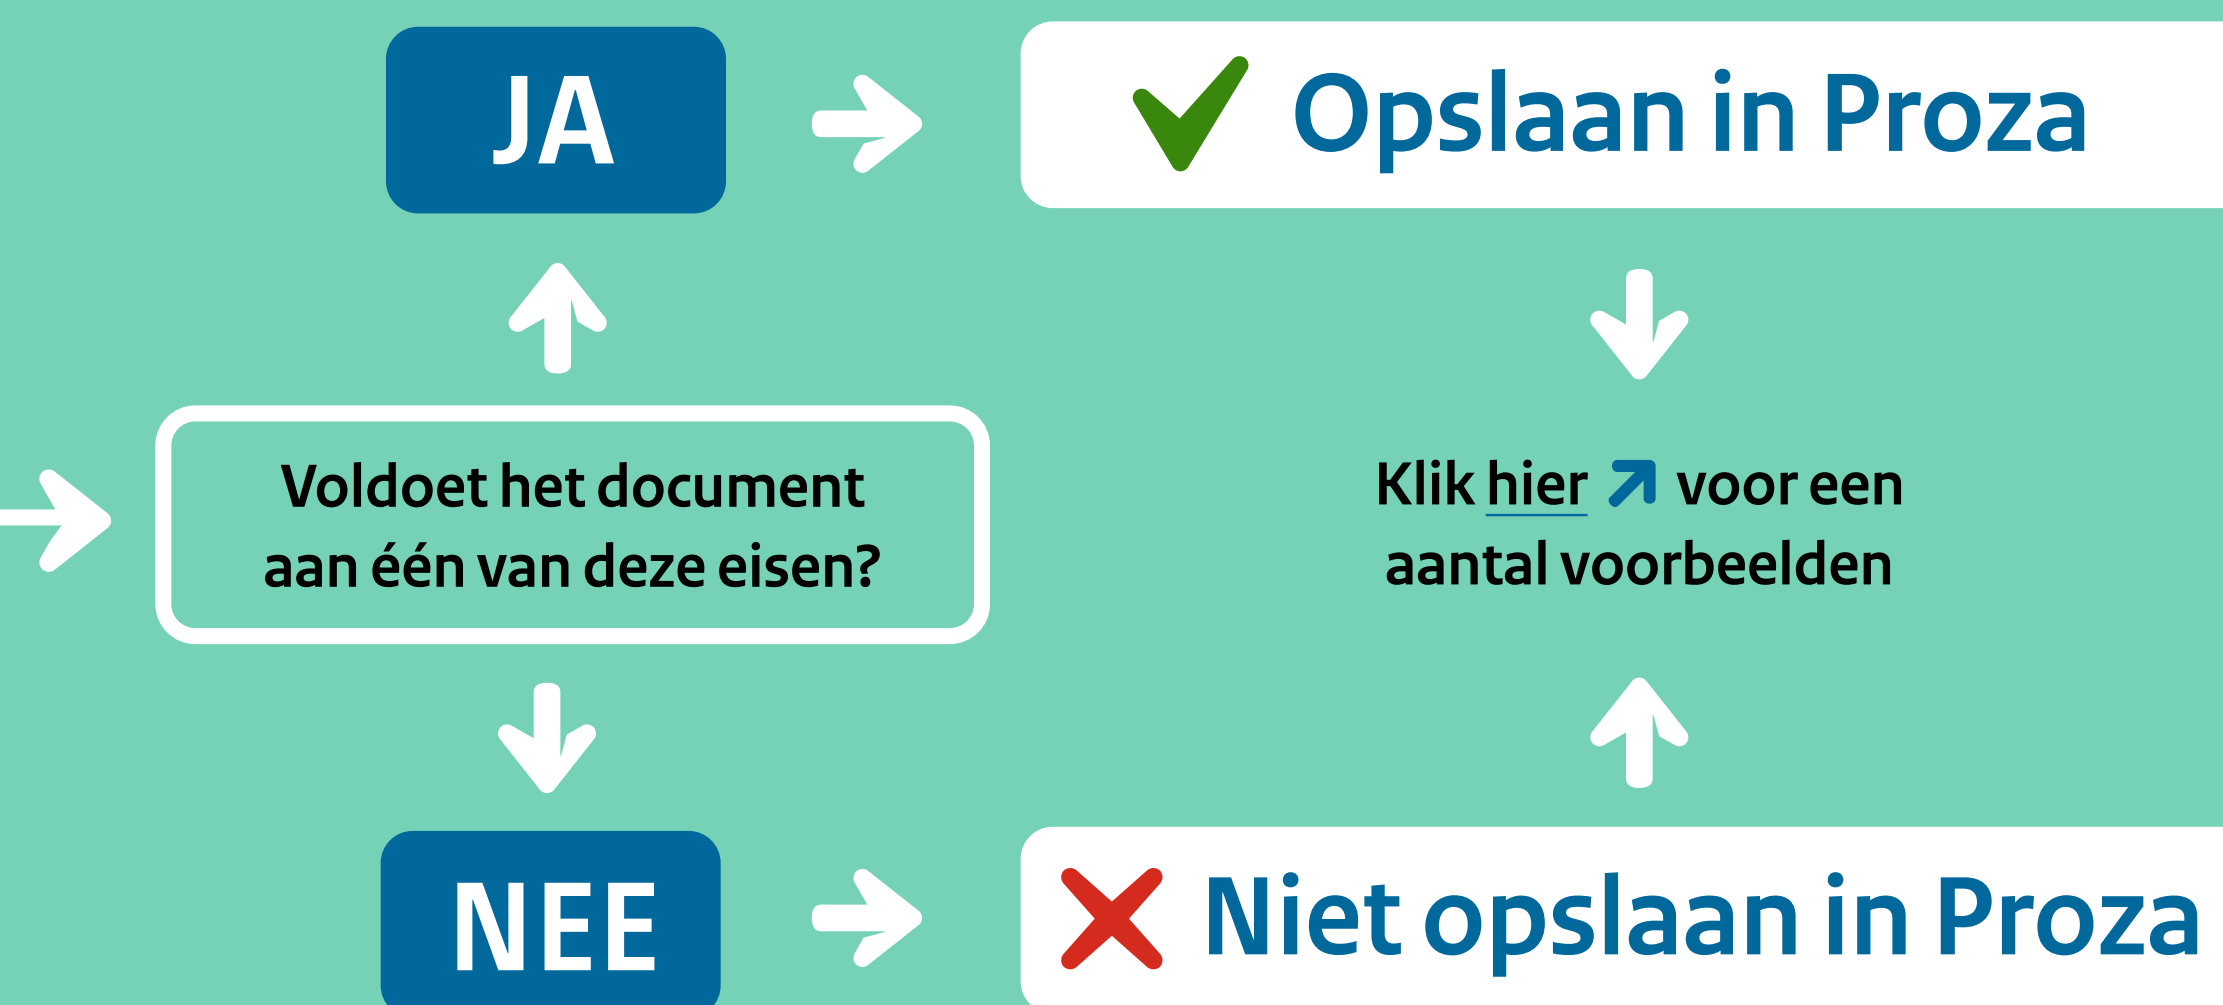 JA
Opslaan in Proza
Voldoet het document
aan één van deze eisen?
Klik hier voor een
aantal voorbeelden
NEE
Niet opslaan in Proza